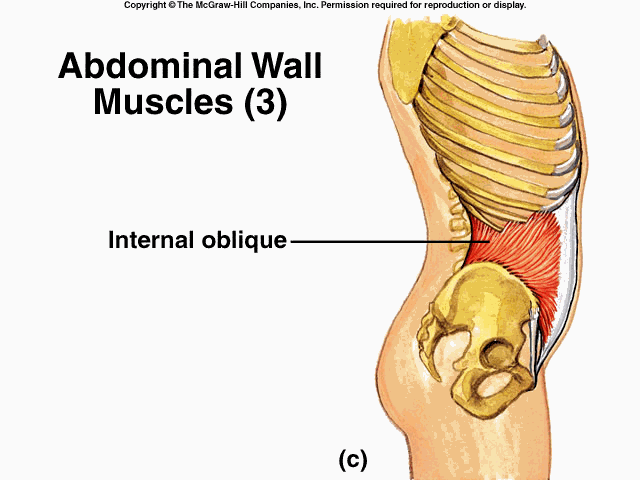 Copyright © The McGraw-Hill Companies, Inc. Permission required for reproduction or display.
Abdominal Wall
Muscles (3)
Internal oblique
(c)